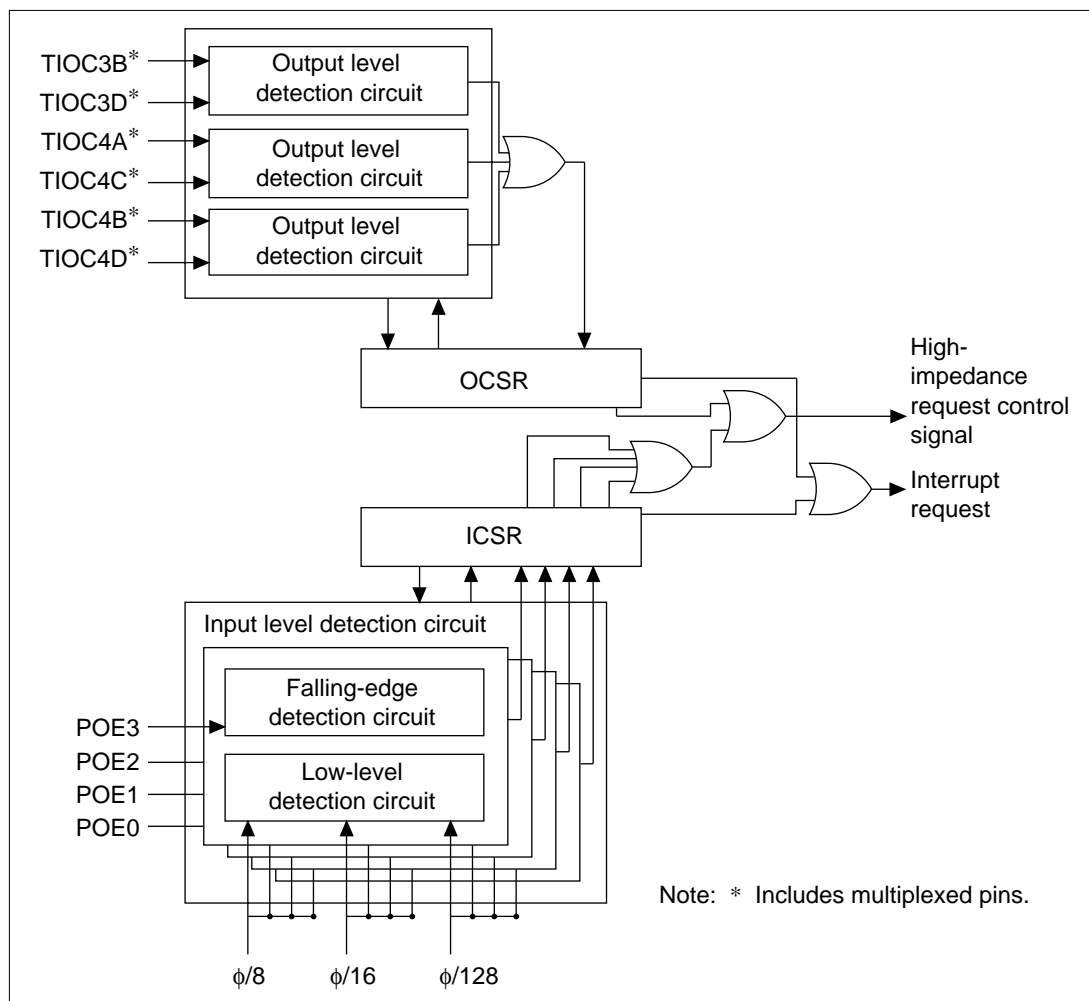 TIOC3B*
TIOC3D*
TIOC4A*
TIOC4C*
TIOC4B*
TIOC4D*
Output level
detection circuit
Output level
detection circuit
Output level
detection circuit
OCSR
High-
impedance
request control
signal
Interrupt
request
ICSR
Input level detection circuit
Falling-edge
detection circuit
Low-level
detection circuit
POE3
POE2
POE1
POE0
ϕ/8
ϕ/16
ϕ/128
Note: * Includes multiplexed pins.